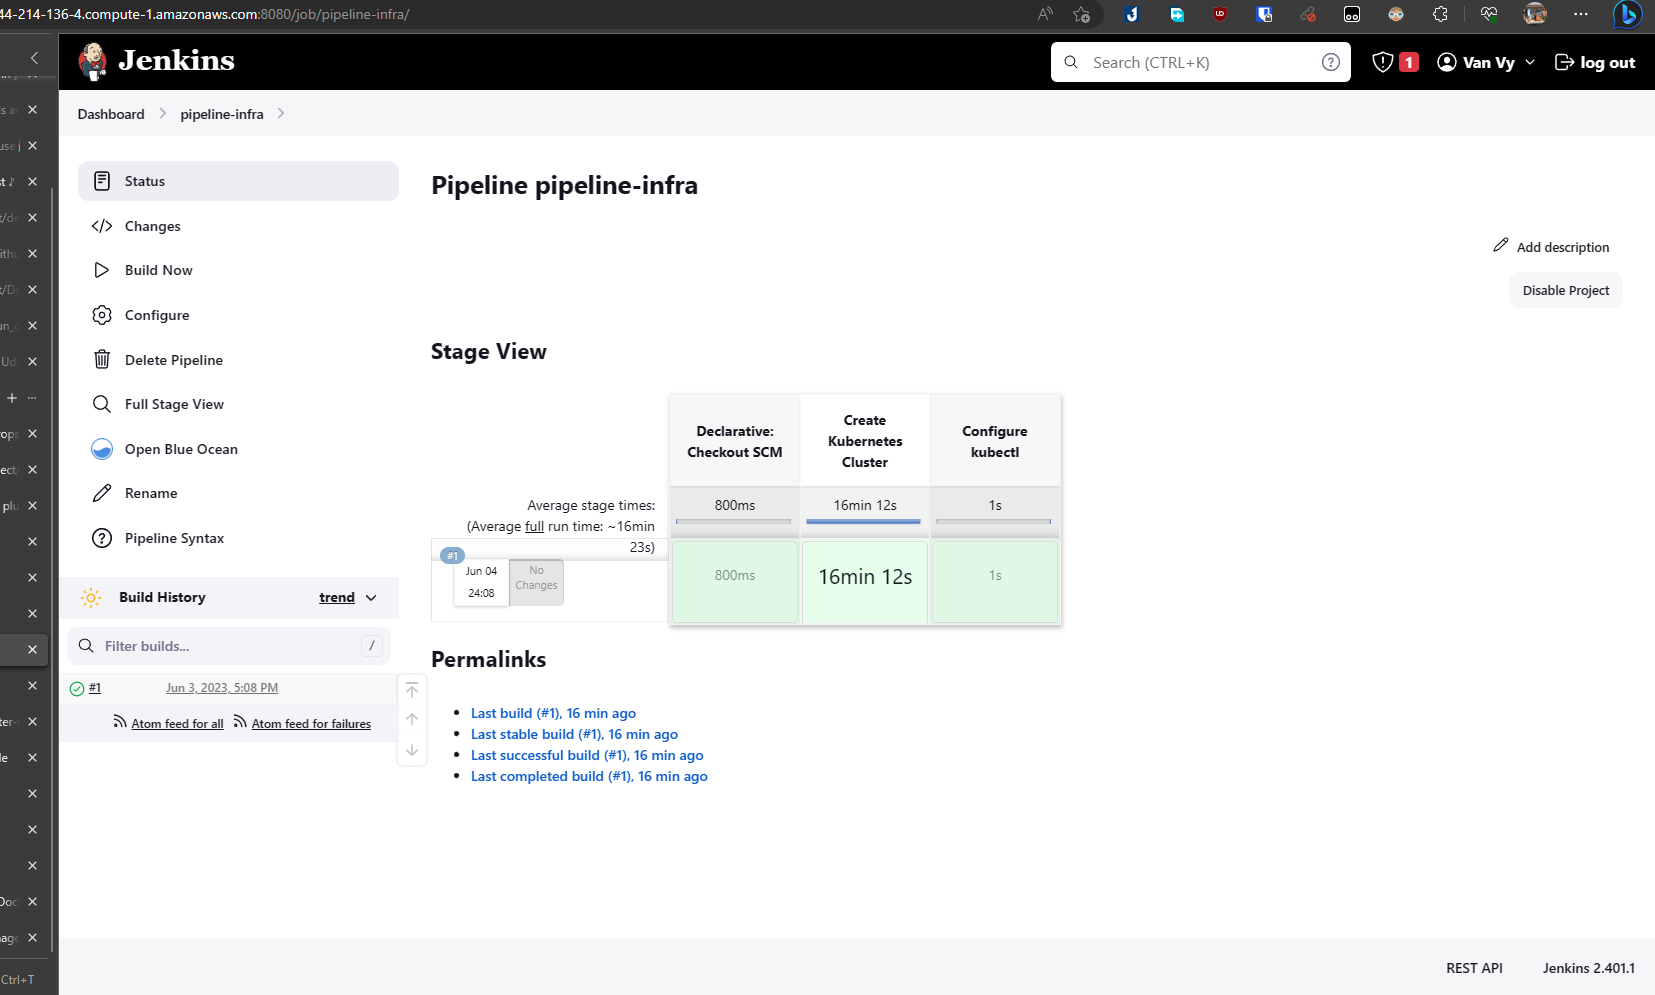 44-214-136-4.compute-1.amazonaws.com:8080/job/pipeline-infra/
Jenkins
Search (CTRL+K)
1
Van Vy
log out
Dashboard
pipeline-infra
Status
Changes
Build Now
Configure
Delete Pipeline
Full Stage View
Open Blue Ocean
Rename
Pipeline Syntax
Build History
trend
Filter builds...
/
#1
Jun 3, 2023, 5:08 PM
Atom feed for all
Atom feed for failures
Pipeline pipeline-infra
Add description
Disable Project
Stage View
Declarative:
Checkout SCM
Create
Kubernetes
Cluster
Configure
kubectl
Average stage times:
(Average full run time: ~16min
23s)
800ms
16min 12s
1s
#1
Jun 04
24:08
No
Changes
800ms
16min 12s
1s
Permalinks
Last build (#1), 16 min ago
Last stable build (#1), 16 min ago
Last successful build (#1), 16 min ago
Last completed build (#1), 16 min ago
REST API
Jenkins 2.401.1
Ctrl+T